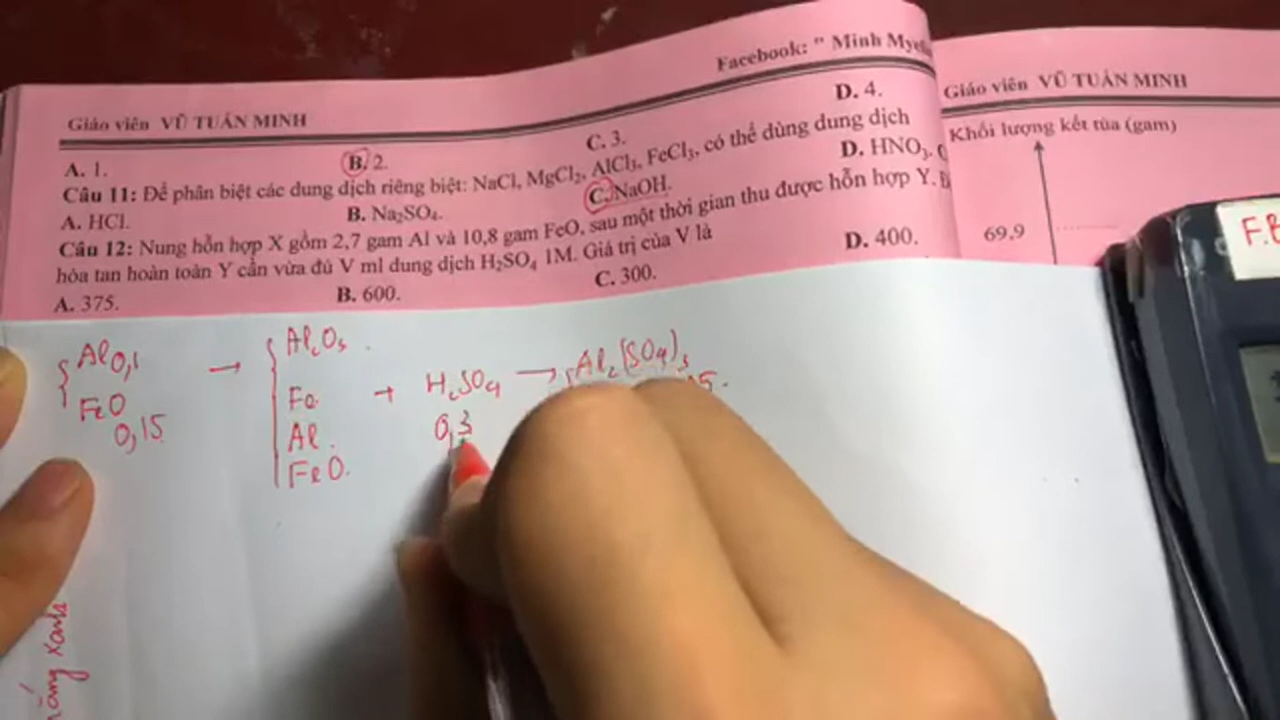 Facebook: " Minh Mye
Giáo viên VŨ TUẤN MINH
A. 1. B. 2. C. 3. D. 4.
Câu 11: Để phân biệt các dung dịch riêng biệt: NaCl, MgCl₂, AlCl₃, FeCl₃, có thể dùng dung dịch
A. HCl. B. Na₂SO₄. C. NaOH. D. HNO₃.
Câu 12: Nung hỗn hợp X gồm 2,7 gam Al và 10,8 gam FeO, sau một thời gian thu được hỗn hợp Y.
hòa tan hoàn toàn Y cần vừa đủ V ml dung dịch H₂SO₄ 1M. Giá trị của V là
A. 375. B. 600. C. 300. D. 400.
Giáo viên VŨ TUẤN MINH
Khối lượng kết tủa (gam)
69,9
F.B
Al 0,1 → Al₂O₃ .
FeO
0,15
Fe + H₂SO₄ → Al₂(SO₄)₃
0,3 15.
Al .
FeO.
xanh